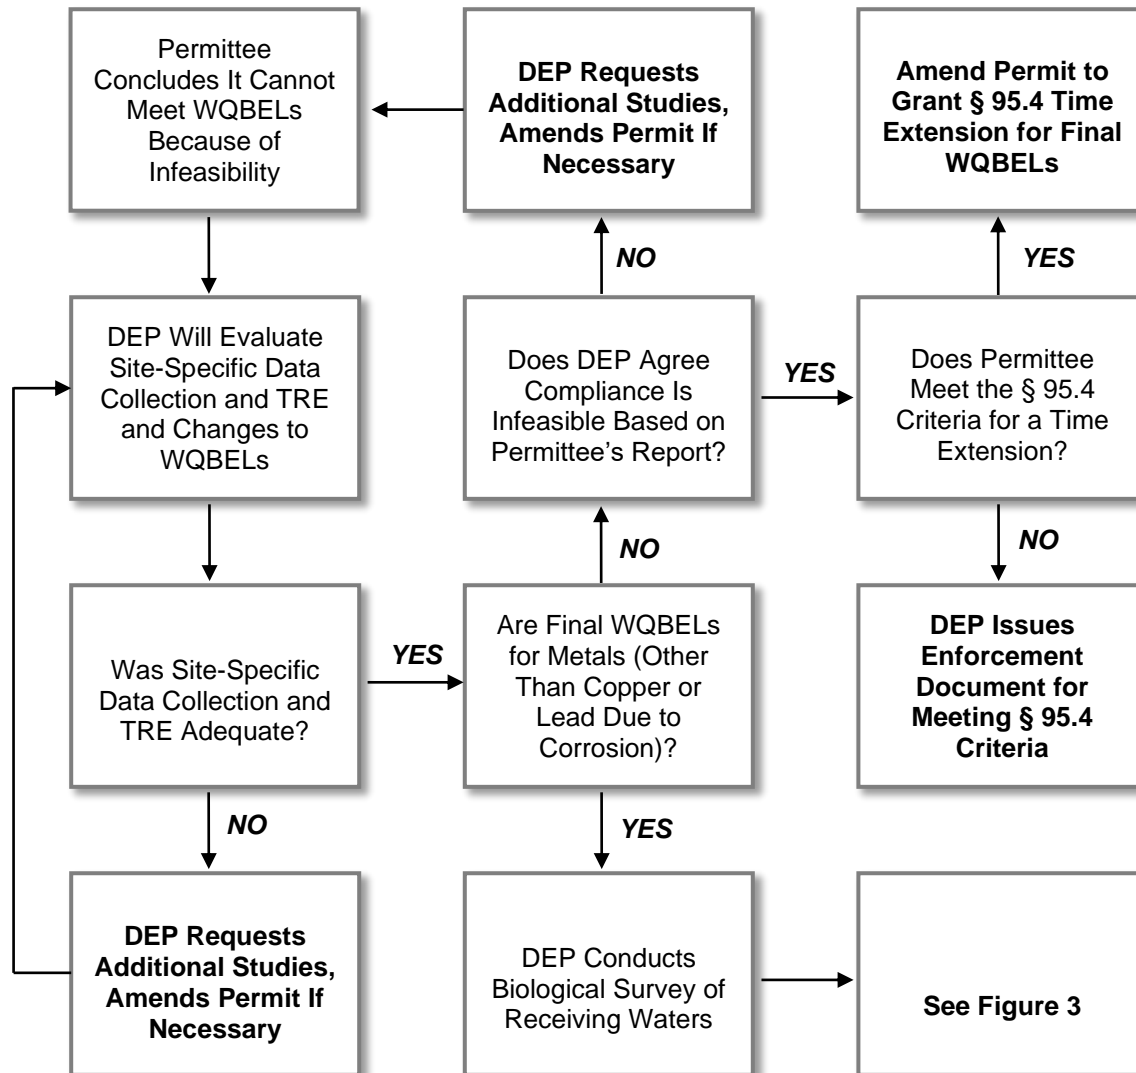 Permittee
Concludes It Cannot
Meet WQBELs
Because of
Infeasibility
DEP Requests
Additional Studies,
Amends Permit If
Necessary
Amend Permit to
Grant § 95.4 Time
Extension for Final
WQBELs
NO
YES
DEP Will Evaluate
Site-Specific Data
Collection and TRE
and Changes to
WQBELs
Does DEP Agree
Compliance Is
Infeasible Based on
Permittee’s Report?
YES
Does Permittee
Meet the § 95.4
Criteria for a Time
Extension?
NO
NO
Was Site-Specific
Data Collection and
TRE Adequate?
YES
Are Final WQBELs
for Metals (Other
Than Copper or
Lead Due to
Corrosion)?
DEP Issues
Enforcement
Document for
Meeting § 95.4
Criteria
NO
YES
DEP Requests
Additional Studies,
Amends Permit If
Necessary
DEP Conducts
Biological Survey of
Receiving Waters
See Figure 3